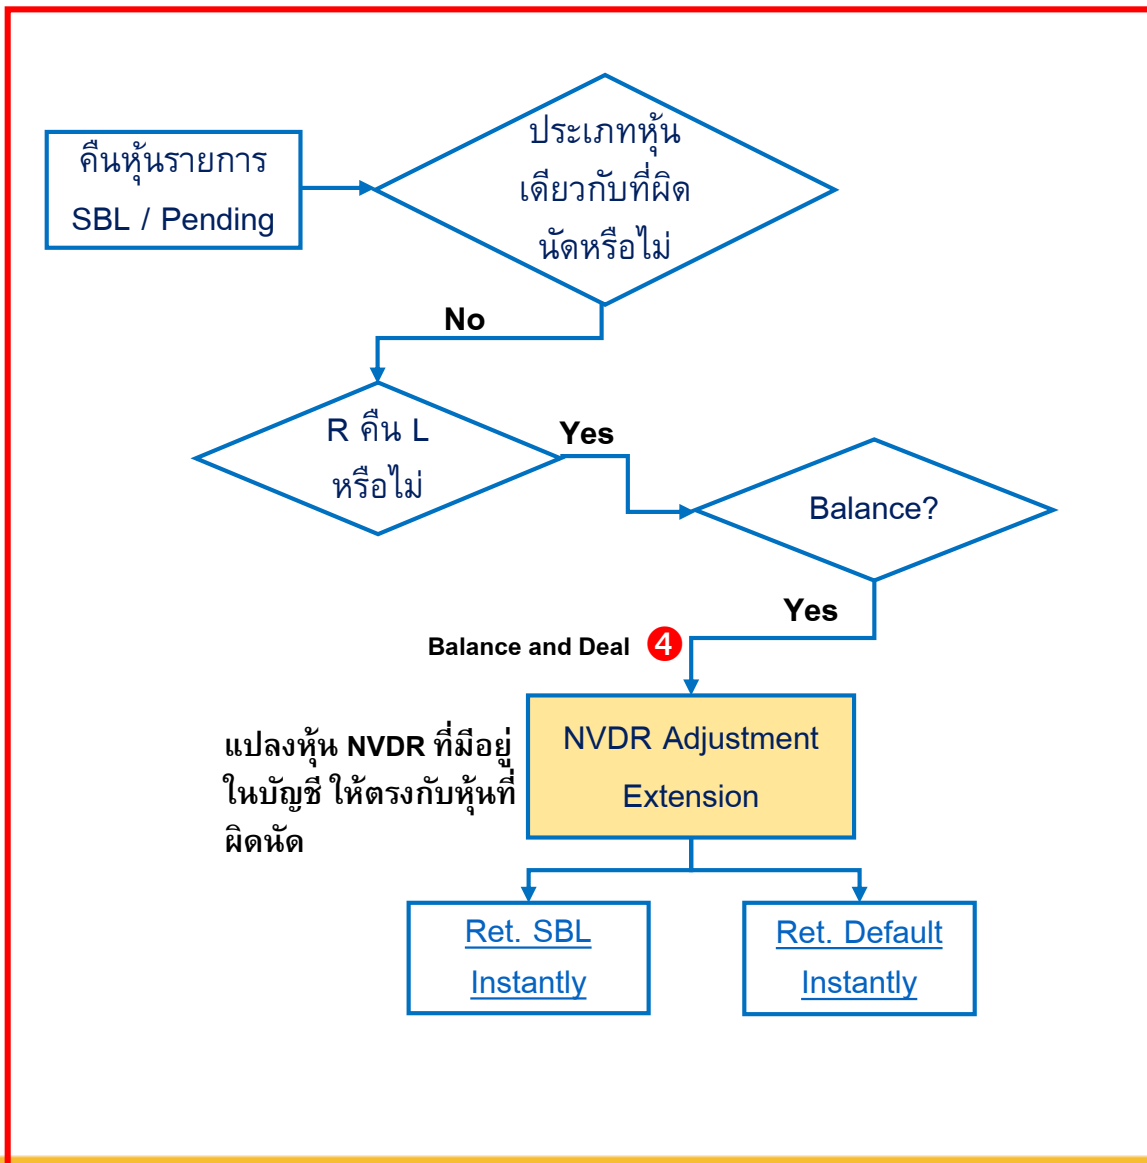 คืนหุ้นรายการ
SBL / Pending
ประเภทหุ้น
เดียวกับที่ผิด
นัดหรือไม่
No
R คืน L
หรือไม่
Yes
Balance?
Yes
Balance and Deal 4
แปลงหุ้น NVDR ที่มีอยู่
ในบัญชี ให้ตรงกับหุ้นที่
ผิดนัด
NVDR Adjustment
Extension
Ret. SBL
Instantly
Ret. Default
Instantly